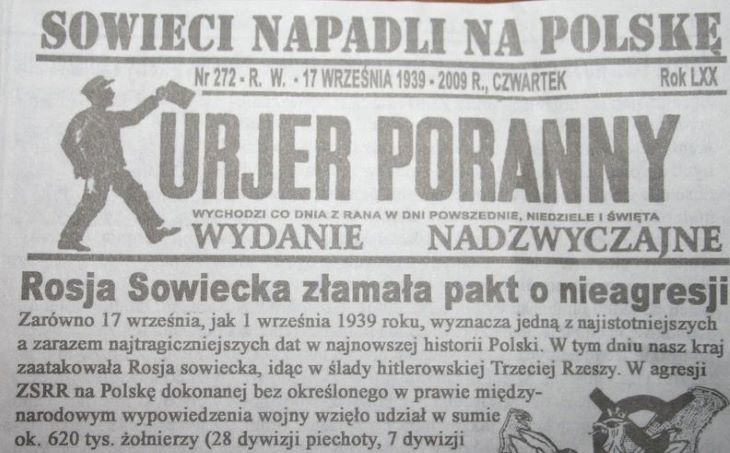 SOWIECI NAPADLI NA POLSKĘ
Nr 272 - R. W. - 17 WRZEŚNIA 1939 - 2009 R., CZWARTEK Rok LXX
KURJER PORANNY
WYCHODZI CO DNIA Z RANA W DNI POWSZEDNIE, NIEDZIELE I ŚWIĘTA
WYDANIE NADZWYCZAJNE
Rosja Sowiecka złamała pakt o nieagresji
Zarówno 17 września, jak 1 września 1939 roku, wyznacza jedną z najistotniejszych
a zarazem najtragiczniejszych dat w najnowszej historii Polski. W tym dniu nasz kraj
zaatakowała Rosja sowiecka, idąc w ślady hitlerowskiej Trzeciej Rzeszy. W agresji
ZSRR na Polskę dokonanej bez określonego w prawie między-
narodowym wypowiedzenia wojny wzięło udział w sumie
ok. 620 tys. żołnierzy (28 dywizji piechoty, 7 dywizji